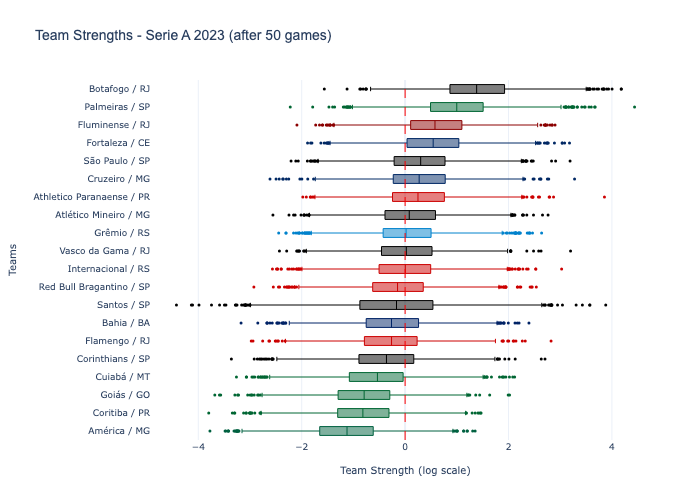 Team Strengths - Serie A 2023 (after 50 games)
Botafogo / RJ
Palmeiras / SP
Fluminense / RJ
Fortaleza / CE
São Paulo / SP
Cruzeiro / MG
Athletico Paranaense / PR
Atlético Mineiro / MG
Grêmio / RS
Vasco da Gama / RJ
Internacional / RS
Red Bull Bragantino / SP
Santos / SP
Bahia / BA
Flamengo / RJ
Corinthians / SP
Cuiabá / MT
Goiás / GO
Coritiba / PR
América / MG
Teams
−4 −2 0 2 4
Team Strength (log scale)